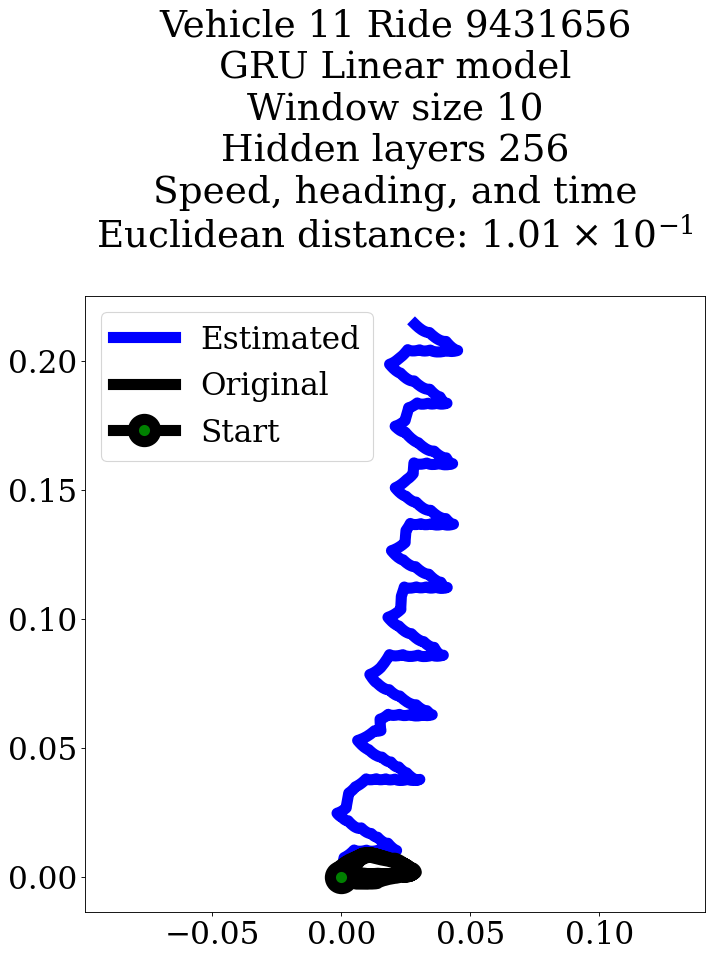 Vehicle 11 Ride 9431656
GRU Linear model
Window size 10
Hidden layers 256
Speed, heading, and time
Euclidean distance: 1.01 × 10⁻¹
Estimated
Original
Start
0.20
0.15
0.10
0.05
0.00
−0.05 0.00 0.05 0.10